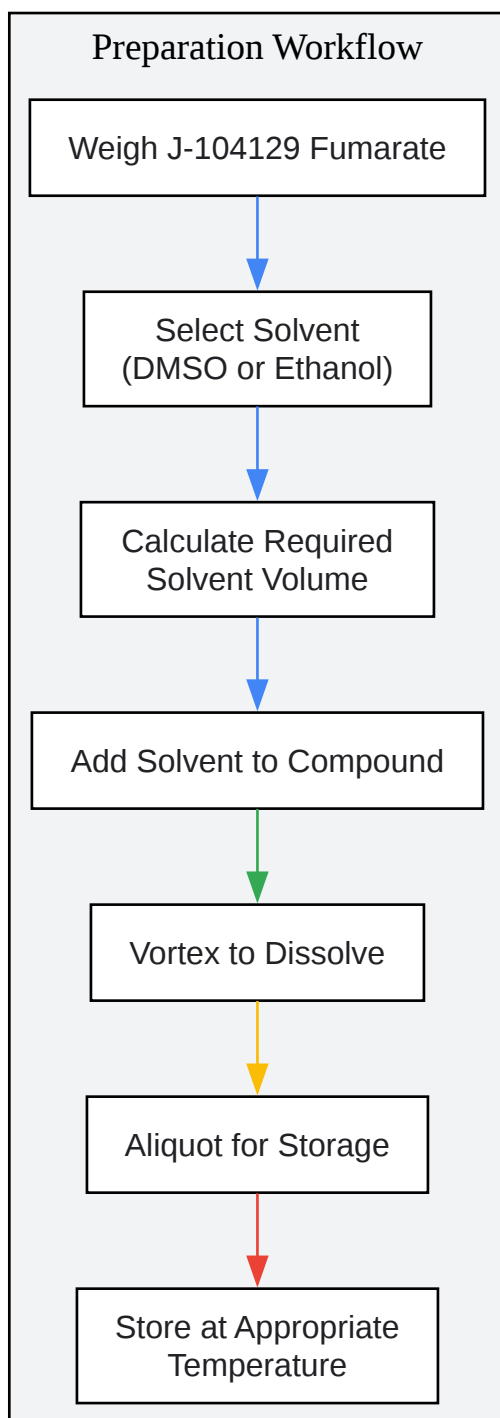 Preparation Workflow
Weigh J-104129 Fumarate
Select Solvent
(DMSO or Ethanol)
Calculate Required
Solvent Volume
Add Solvent to Compound
Vortex to Dissolve
Aliquot for Storage
Store at Appropriate
Temperature